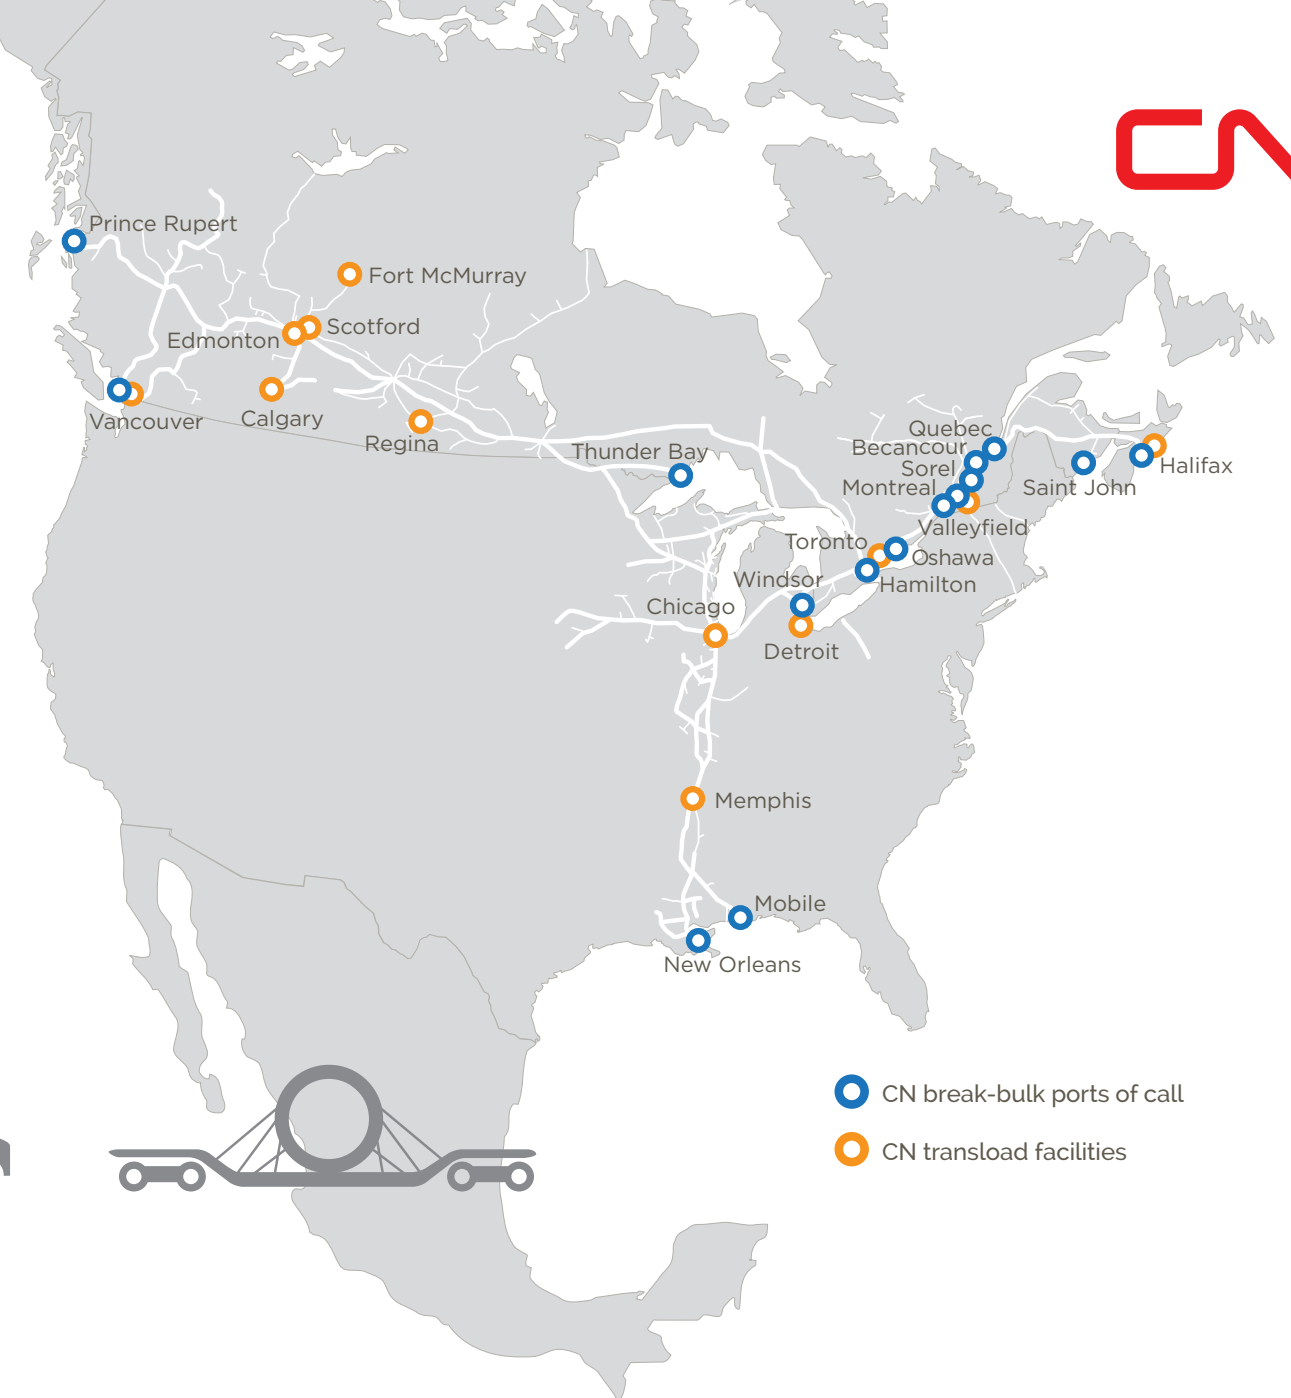 CN
Prince Rupert
Fort McMurray
Scotford
Edmonton
Vancouver
Calgary
Regina
Thunder Bay
Quebec
Becancour
Sorel
Montreal
Valleyfield
Saint John
Halifax
Toronto
Oshawa
Hamilton
Windsor
Chicago
Detroit
Memphis
Mobile
New Orleans
CN break-bulk ports of call
CN transload facilities